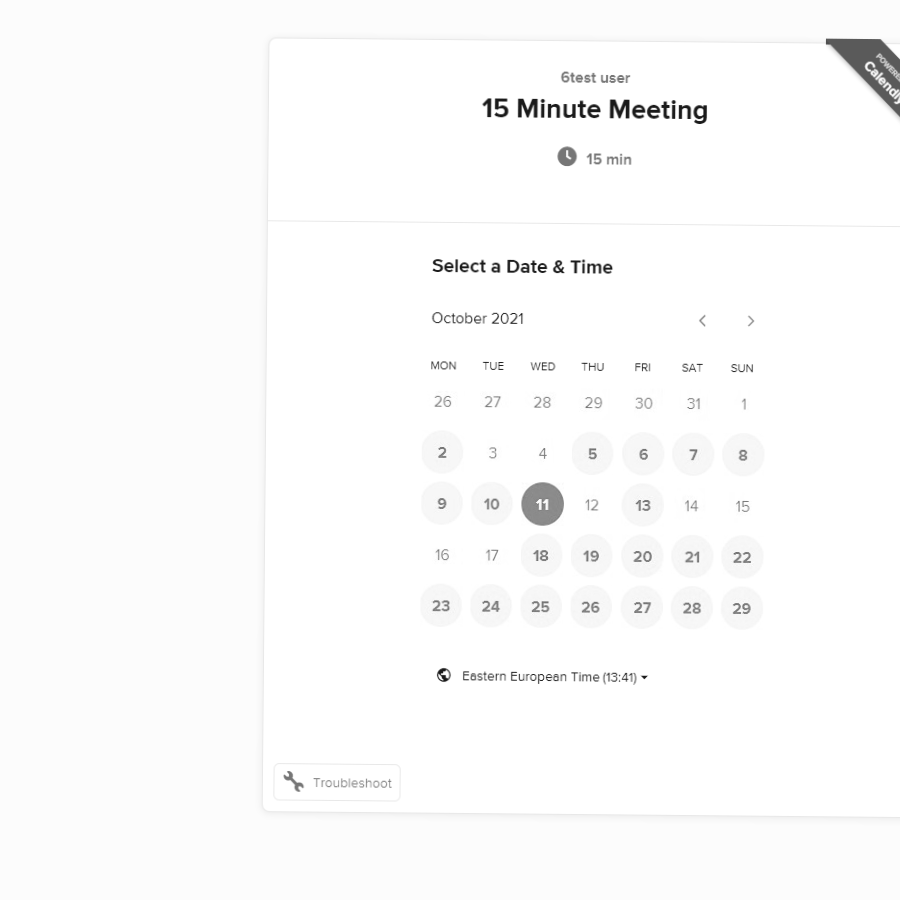 6test user
15 Minute Meeting
15 min
Calendly
Select a Date & Time
October 2021
MON TUE WED THU FRI SAT SUN
26 27 28 29 30 31 1
2 3 4 5 6 7 8
9 10 11 12 13 14 15
16 17 18 19 20 21 22
23 24 25 26 27 28 29
Eastern European Time (13:41)
Troubleshoot